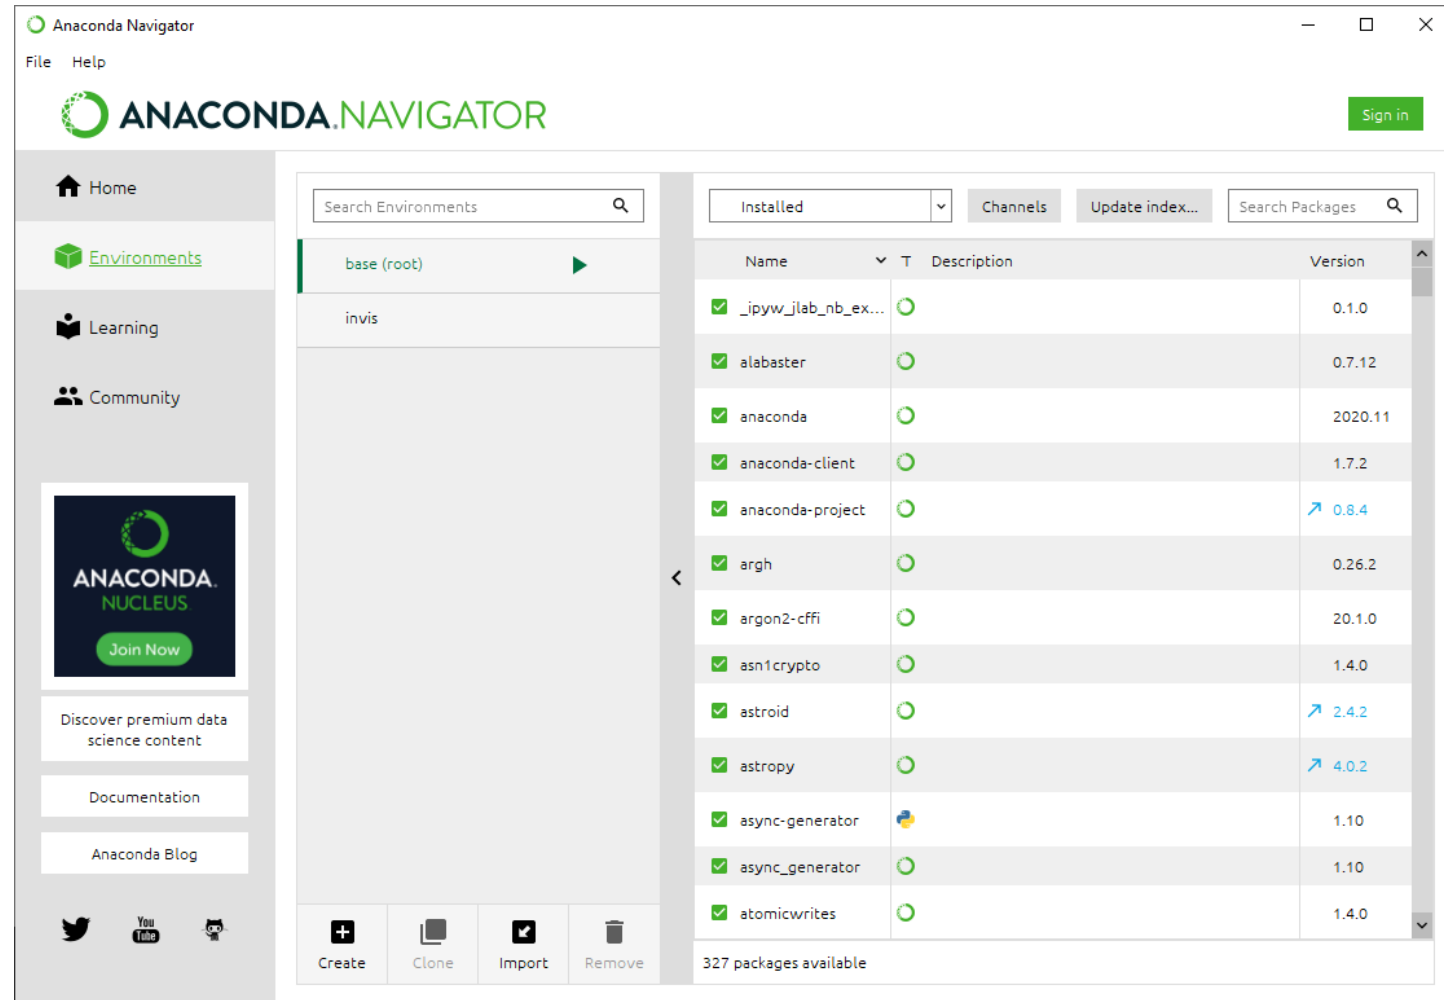 Anaconda Navigator
File Help
ANACONDA.NAVIGATOR
Sign in
Home
Environments
Learning
Community
ANACONDA.
NUCLEUS
Join Now
Discover premium data
science content
Documentation
Anaconda Blog
You
Tube
Search Environments
base (root)
invis
Create Clone Import Remove
Installed Channels Update index... Search Packages
Name T Description Version
_ipyw_jlab_nb_ex... 0.1.0
alabaster 0.7.12
anaconda 2020.11
anaconda-client 1.7.2
anaconda-project 0.8.4
argh 0.26.2
argon2-cffi 20.1.0
asn1crypto 1.4.0
astroid 2.4.2
astropy 4.0.2
async-generator 1.10
async_generator 1.10
atomicwrites 1.4.0
327 packages available